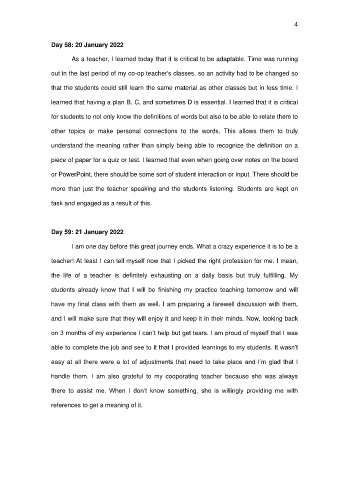 4
Day 58: 20 January 2022
As a teacher, I learned today that it is critical to be adaptable. Time was running
out in the last period of my co-op teacher's classes, so an activity had to be changed so
that the students could still learn the same material as other classes but in less time. I
learned that having a plan B, C, and sometimes D is essential. I learned that it is critical
for students to not only know the definitions of words but also to be able to relate them to
other topics or make personal connections to the words. This allows them to truly
understand the meaning rather than simply being able to recognize the definition on a
piece of paper for a quiz or test. I learned that even when going over notes on the board
or PowerPoint, there should be some sort of student interaction or input. There should be
more than just the teacher speaking and the students listening. Students are kept on
task and engaged as a result of this.
Day 59: 21 January 2022
I am one day before this great journey ends. What a crazy experience it is to be a
teacher! At least I can tell myself now that I picked the right profession for me. I mean,
the life of a teacher is definitely exhausting on a daily basis but truly fulfilling. My
students already know that I will be finishing my practice teaching tomorrow and will
have my final class with them as well. I am preparing a farewell discussion with them,
and I will make sure that they will enjoy it and keep it in their minds. Now, looking back
on 3 months of my experience I can't help but get tears. I am proud of myself that I was
able to complete the job and see to it that I provided learnings to my students. It wasn't
easy at all there were a lot of adjustments that need to take place and I'm glad that I
handle them. I am also grateful to my cooperating teacher because she was always
there to assist me. When I don't know something, she is willingly providing me with
references to get a meaning of it.